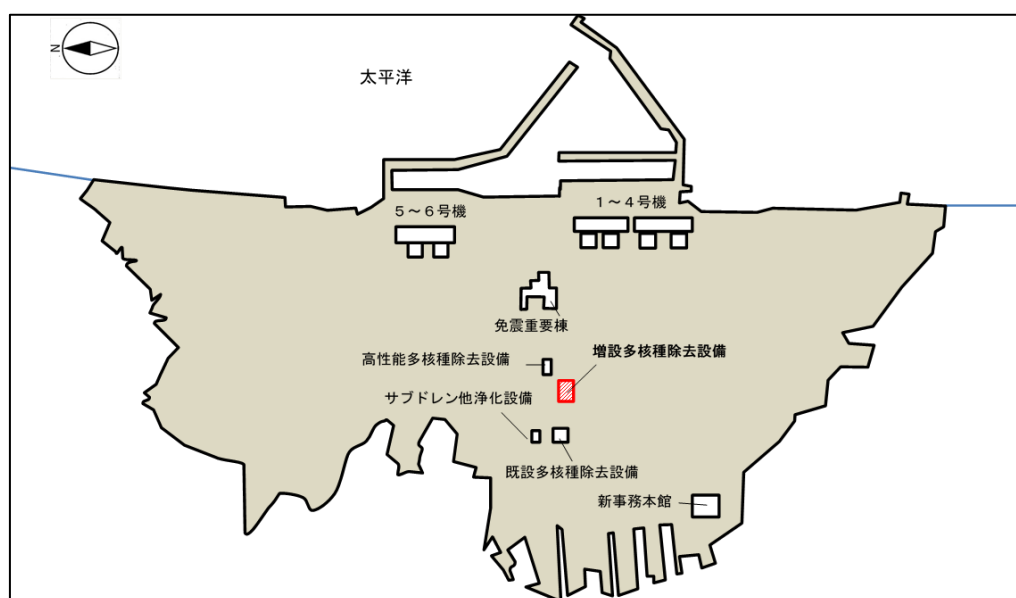 N
太平洋
５～６号機
１～４号機
免震重要棟
高性能多核種除去設備
増設多核種除去設備
サブドレン他浄化設備
既設多核種除去設備
新事務本館